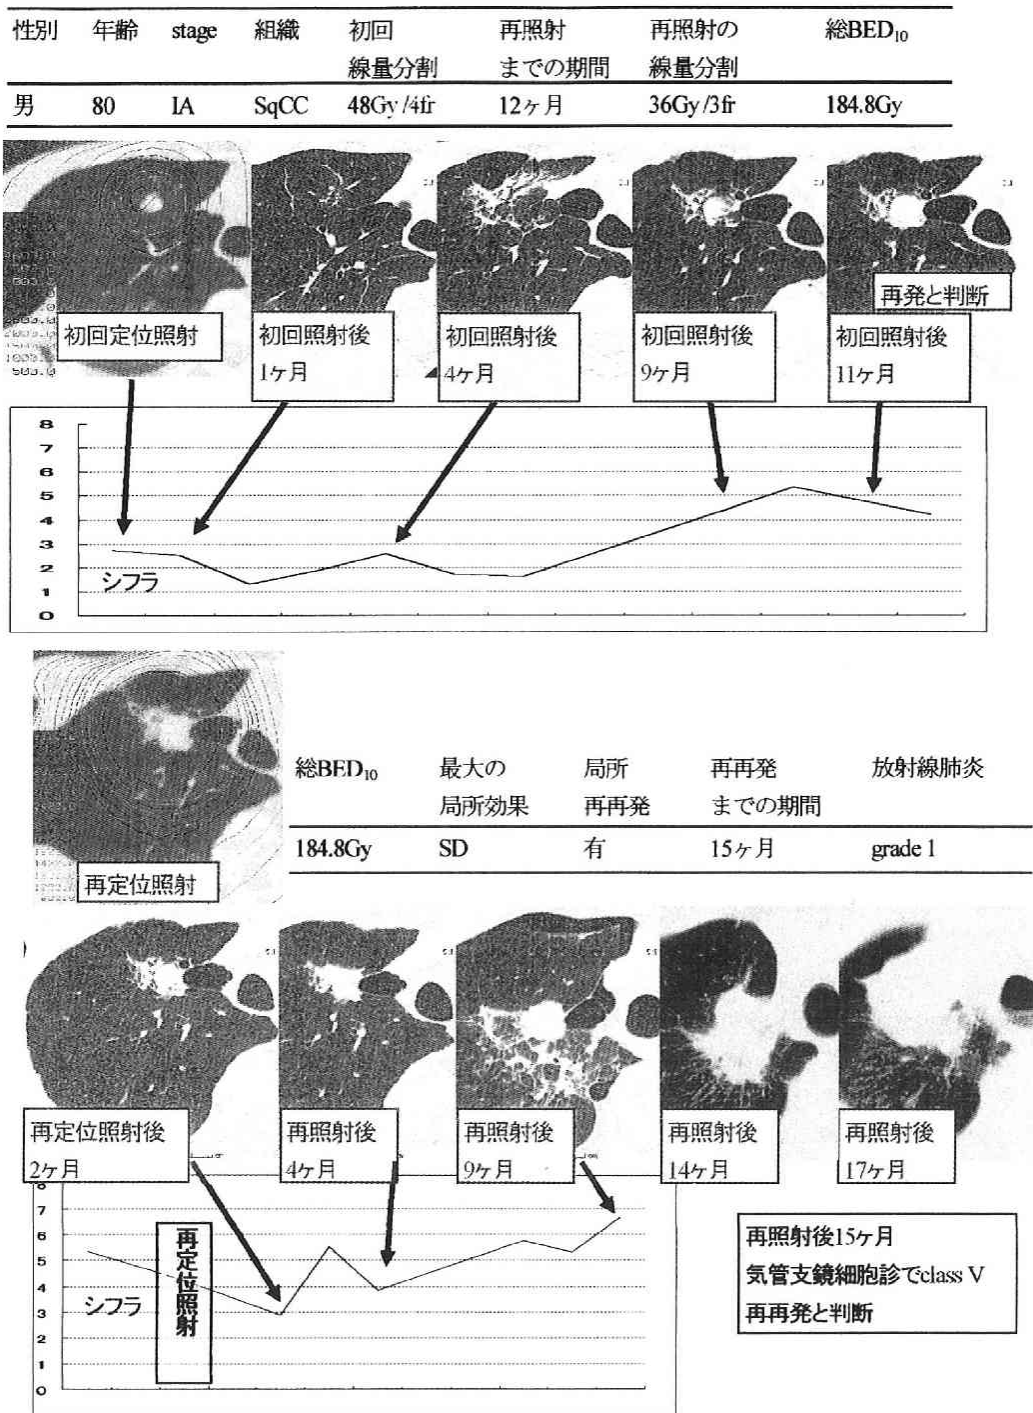 性別 年齢 stage 組織 初回 再照射 再照射の 総BED10
線量分割 までの期間 線量分割
男 80 IA SqCC 48Gy/4fr 12ヶ月 36Gy/3fr 184.8Gy
再発と判断
初回定位照射
初回照射後
1ヶ月
初回照射後
4ヶ月
初回照射後
9ヶ月
初回照射後
11ヶ月
8
7
6
5
4
3
2
1
0
シフラ
再定位照射
総BED10 最大の 局所 再再発 放射線肺炎
局所効果 再再発 までの期間
184.8Gy SD 有 15ヶ月 grade 1
再定位照射後
2ヶ月
再照射後
4ヶ月
再照射後
9ヶ月
再照射後
14ヶ月
再照射後
17ヶ月
8
7
6
5
4
3
2
1
0
シフラ
再定位照射
再照射後15ヶ月
気管支鏡細胞診でclass V
再再発と判断